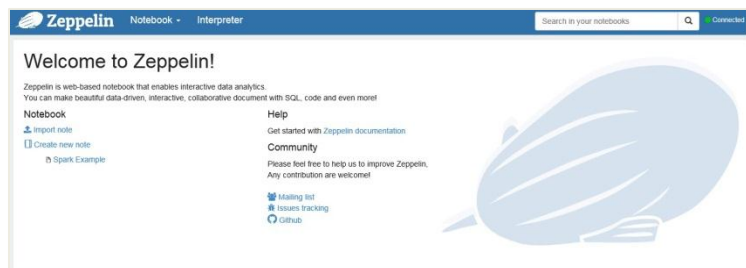 Zeppelin Notebook Interpreter Search in your notebooks Connected
Welcome to Zeppelin!
Zeppelin is web-based notebook that enables interactive data analytics.
You can make beautiful data-driven, interactive, collaborative document with SQL, code and even more!
Notebook
Import note
Create new note
Spark Example
Help
Get started with Zeppelin documentation
Community
Please feel free to help us to improve Zeppelin,
Any contribution are welcome!
Mailing list
Issues tracking
Github